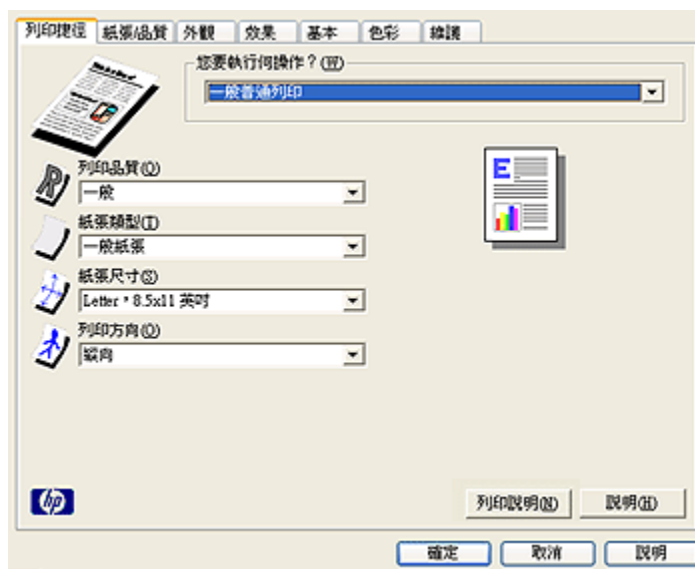 列印捷徑 紙張/品質 外觀 效果 基本 色彩 維護
您要執行何操作？(W)
一般普通列印
列印品質(Q)
一般
紙張類型(T)
一般紙張
紙張尺寸(S)
Letter，8.5x11 英吋
列印方向(O)
縱向
E
hp
列印說明(N) 說明(H)
確定 取消 說明